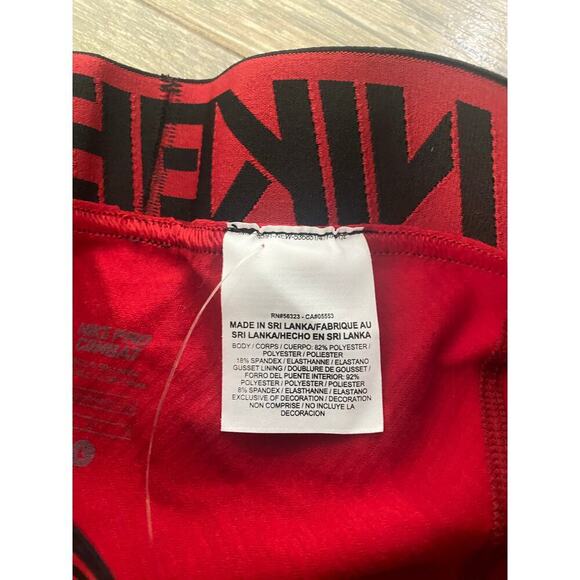 NIKE
RN#56323 - CA#05553
MADE IN SRI LANKA/FABRIQUE AU
SRI LANKA/HECHO EN SRI LANKA
BODY / CORPS / CUERPO: 82% POLYESTER /
POLYESTER / POLIESTER
18% SPANDEX / ELASTHANNE / ELASTANO
GUSSET LINING / DOUBLURE DE GOUSSET /
FORRO DEL PUENTE INTERIOR: 92%
POLYESTER / POLYESTER / POLIESTER
8% SPANDEX / ELASTHANNE / ELASTANO
EXCLUSIVE OF DECORATION / DECORATION
NON COMPRISE / NO INCLUYE LA
DECORACION
NIKE PRO
COMBAT
L